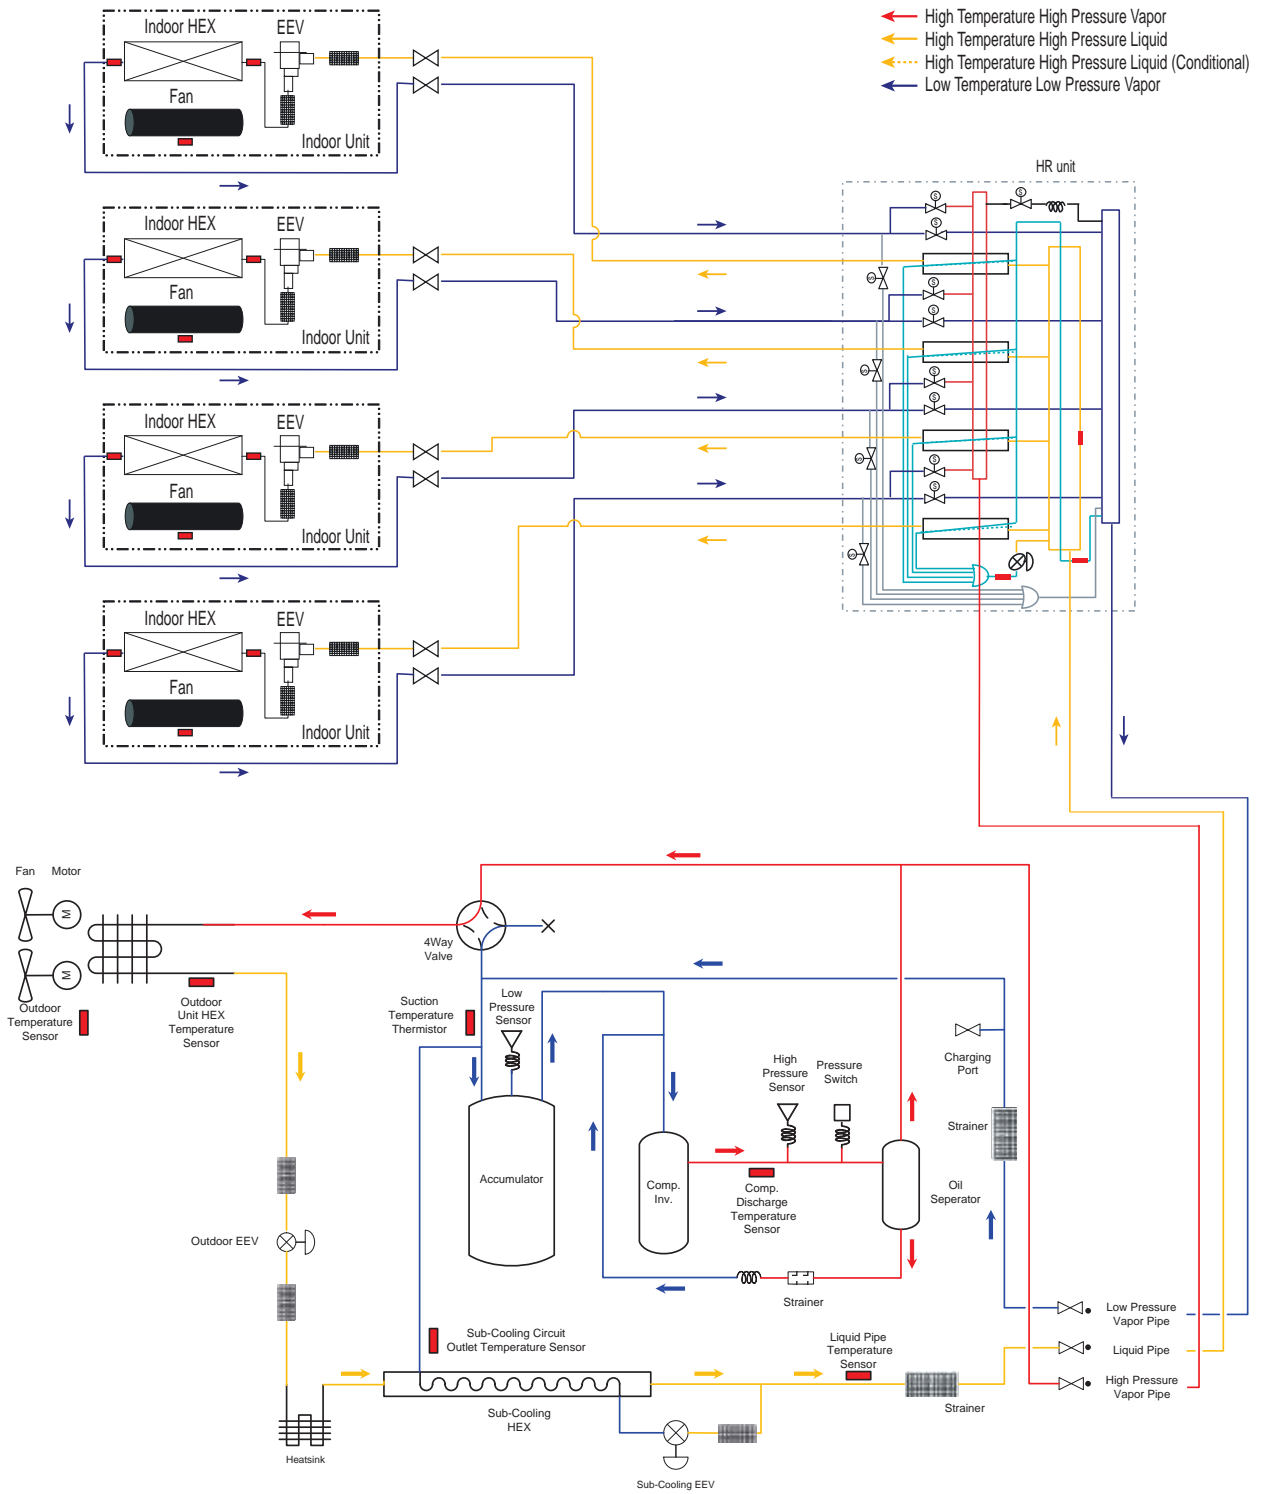 High Temperature High Pressure Vapor
High Temperature High Pressure Liquid
High Temperature High Pressure Liquid (Conditional)
Low Temperature Low Pressure Vapor
Indoor HEX
EEV
Fan
Indoor Unit
HR unit
S
S
S
S
S
S
S
S
S
S
S
S
S
Indoor HEX
EEV
Fan
Indoor Unit
Indoor HEX
EEV
Fan
Indoor Unit
Indoor HEX
EEV
Fan
Indoor Unit
Fan
Motor
M
M
4Way
Valve
Outdoor
Temperature
Sensor
Outdoor
Unit HEX
Temperature
Sensor
Suction
Temperature
Thermistor
Low
Pressure
Sensor
High
Pressure
Sensor
Pressure
Switch
Charging
Port
Strainer
Accumulator
Comp.
Inv.
Comp.
Discharge
Temperature
Sensor
Oil
Seperator
Outdoor EEV
Strainer
Low Pressure
Vapor Pipe
Sub-Cooling Circuit
Outlet Temperature Sensor
Liquid Pipe
Temperature
Sensor
Liquid Pipe
High Pressure
Vapor Pipe
Strainer
Sub-Cooling
HEX
Heatsink
Sub-Cooling EEV